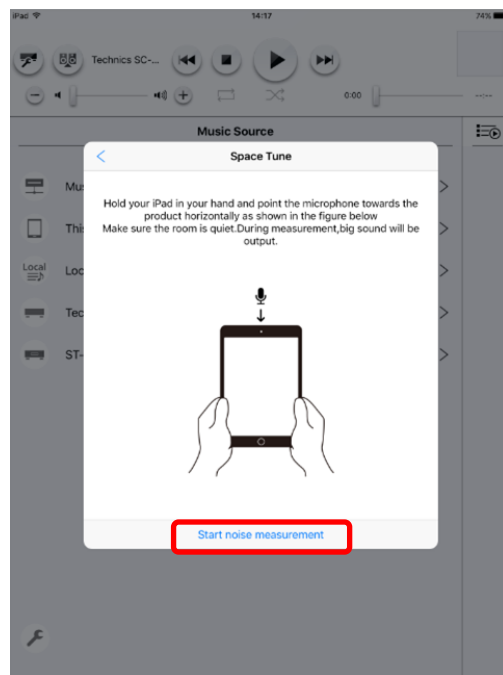 iPad 14:17 74%
Technics SC-...
0:00 --:--
Music Source
Space Tune
Mus
Hold your iPad in your hand and point the microphone towards the
product horizontally as shown in the figure below
Make sure the room is quiet.During measurement,big sound will be
output.
This
Local Loc
Tec
ST-
Start noise measurement